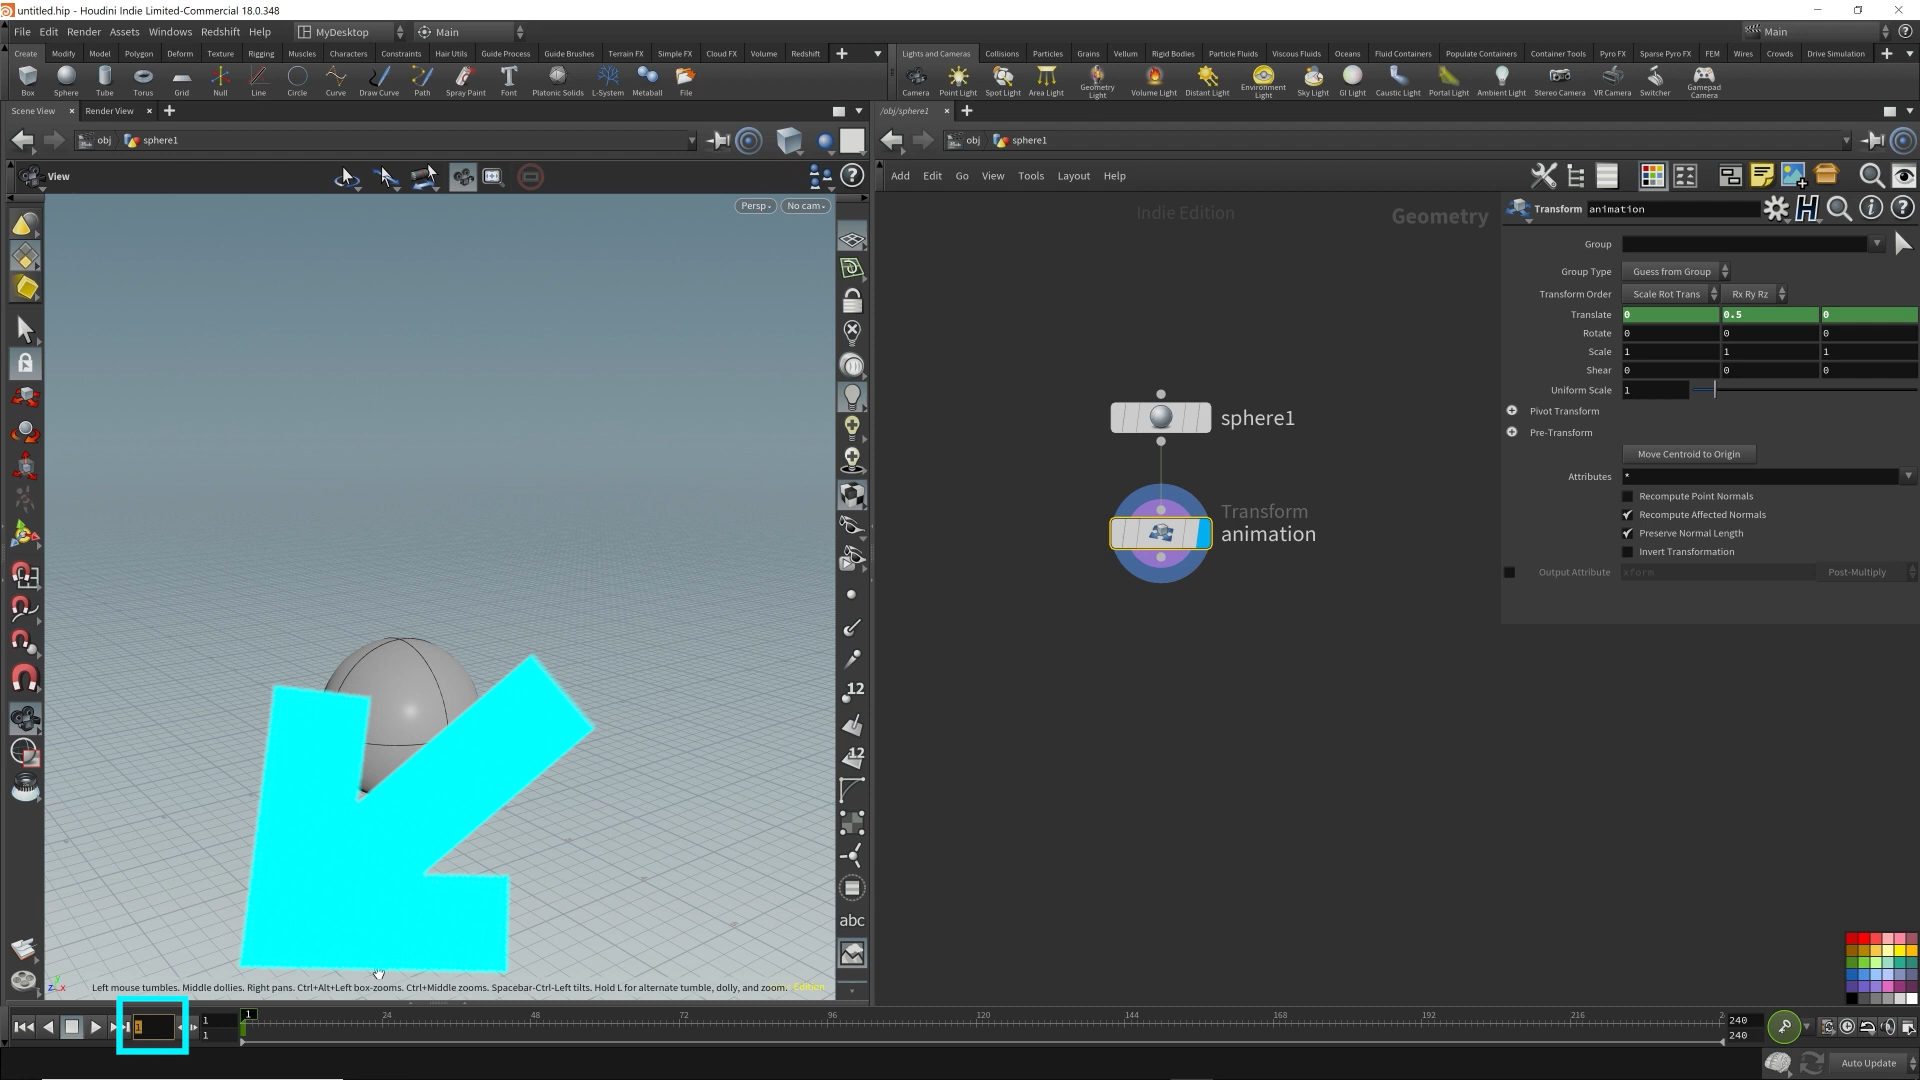 untitled.hip - Houdini Indie Limited-Commercial 18.0.348
File Edit Render Assets Windows Redshift Help MyDesktop Main Main
Create Modify Model Polygon Deform Texture Rigging Muscles Characters Constraints Hair Utils Guide Process Guide Brushes Terrain FX Simple FX Cloud FX Volume Redshift
Lights and Cameras Collisions Particles Grains Vellum Rigid Bodies Particle Fluids Viscous Fluids Oceans Fluid Containers Populate Containers Container Tools Pyro FX Sparse Pyro FX FEM Wires Crowds Drive Simulation
Box Sphere Tube Torus Grid Null Line Circle Curve Draw Curve Path Spray Paint Font Platonic Solids L-System Metaball File
Camera Point Light Spot Light Area Light Geometry Light Volume Light Distant Light Environment Light Sky Light GI Light Caustic Light Portal Light Ambient Light Stereo Camera VR Camera Switcher Gamepad Camera
Scene View Render View
/obj/sphere1
obj sphere1
obj sphere1
View
Add Edit Go View Tools Layout Help
Persp No cam
Indie Edition
Geometry
Transform animation
Group
Group Type Guess from Group
Transform Order Scale Rot Trans Rx Ry Rz
Translate 0 0.5 0
Rotate 0 0 0
Scale 1 1 1
Shear 0 0 0
Uniform Scale 1
Pivot Transform
Pre-Transform
Move Centroid to Origin
Attributes *
Recompute Point Normals
Recompute Affected Normals
Preserve Normal Length
Invert Transformation
Output Attribute xform Post-Multiply
sphere1
Transform
animation
12
12
abc
y
z x
Left mouse tumbles. Middle dollies. Right pans. Ctrl+Alt+Left box-zooms. Ctrl+Middle zooms. Spacebar-Ctrl-Left tilts. Hold L for alternate tumble, dolly, and zoom. Edition
1
1
1
1
24 48 72 96 120 144 168 192 216 2
240
240
Auto Update